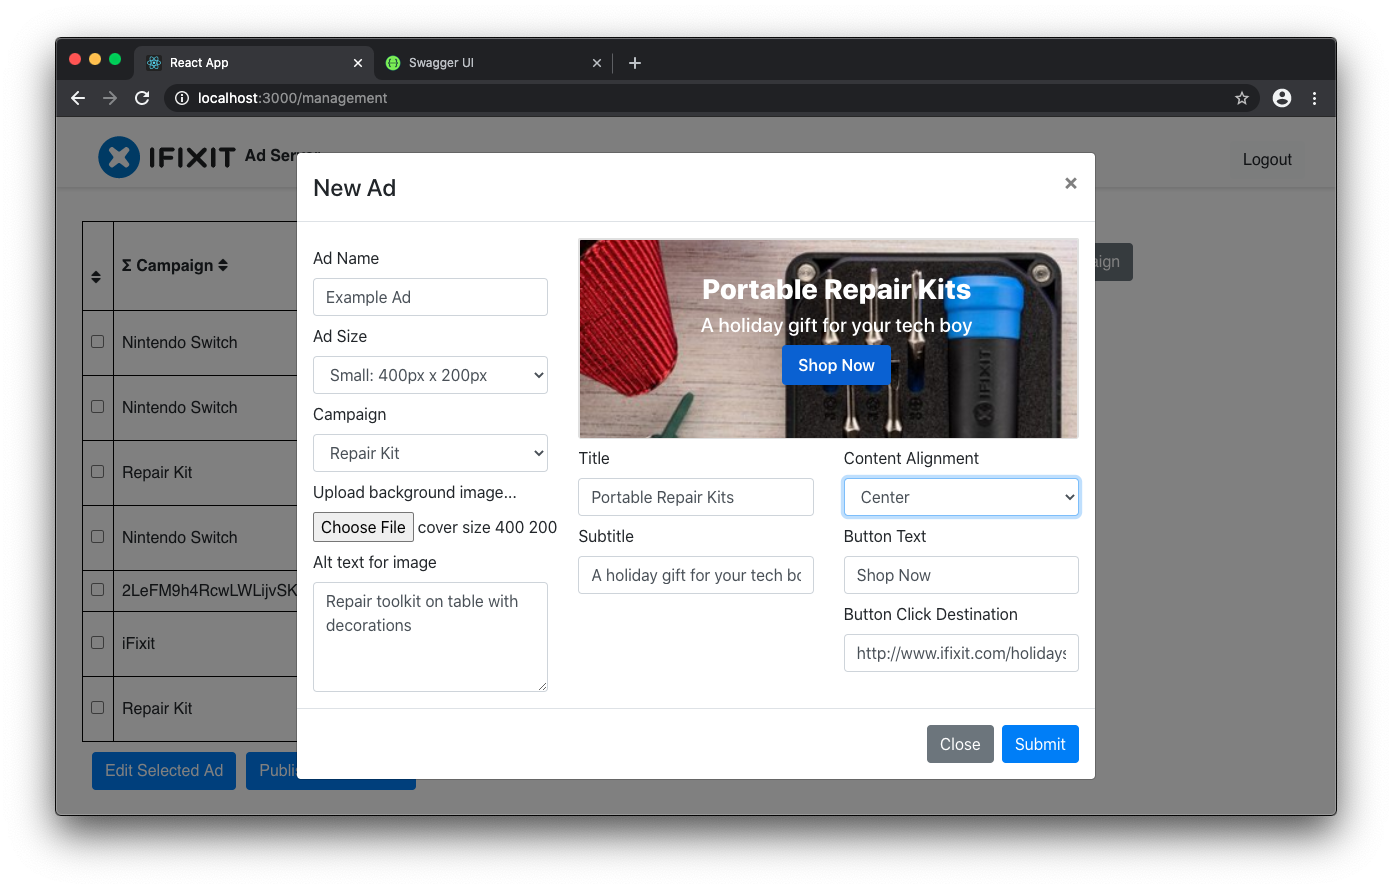 React App
Swagger UI
localhost:3000/management
IFIXIT Ad Server
Logout
New Ad
×
Σ Campaign
Nintendo Switch
Nintendo Switch
Repair Kit
Nintendo Switch
2LeFM9h4RcwLWLijvSK
iFixit
Repair Kit
Edit Selected Ad
Publi
aign
Ad Name
Example Ad
Ad Size
Small: 400px x 200px
Campaign
Repair Kit
Upload background image...
Choose File cover size 400 200
Alt text for image
Repair toolkit on table with
decorations
Portable Repair Kits
A holiday gift for your tech boy
Shop Now
IFIXIT
Title
Portable Repair Kits
Subtitle
A holiday gift for your tech bo
Content Alignment
Center
Button Text
Shop Now
Button Click Destination
http://www.ifixit.com/holidays
Close
Submit